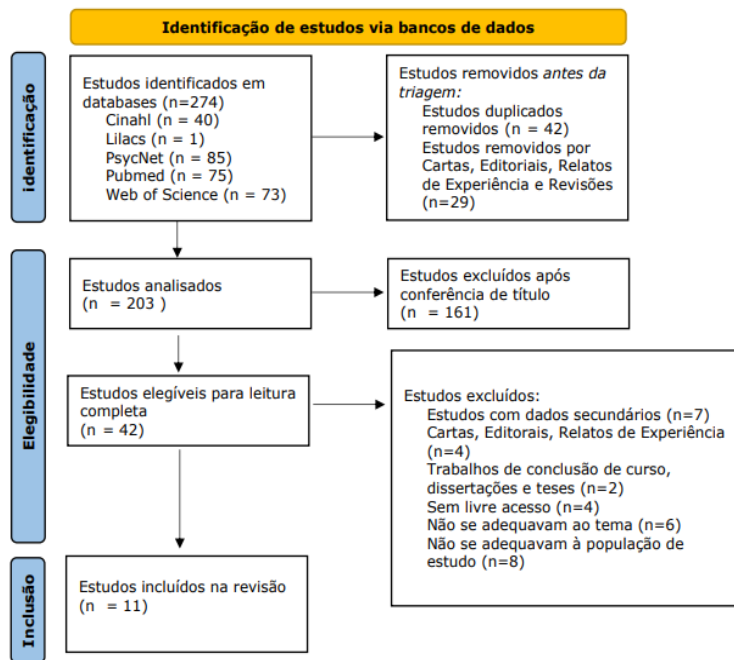 Identificação de estudos via bancos de dados
identificação
Estudos identificados em
databases (n=274)
Cinahl (n = 40)
Lilacs (n = 1)
PsycNet (n = 85)
Pubmed (n = 75)
Web of Science (n = 73)
Estudos removidos antes da
triagem:
Estudos duplicados
removidos (n = 42)
Estudos removidos por
Cartas, Editoriais, Relatos
de Experiência e Revisões
(n=29)
Elegibilidade
Estudos analisados
(n = 203 )
Estudos excluídos após
conferência de título
(n = 161)
Estudos elegíveis para leitura
completa
(n = 42)
Estudos excluídos:
Estudos com dados secundários (n=7)
Cartas, Editorais, Relatos de Experiência
(n=4)
Trabalhos de conclusão de curso,
dissertações e teses (n=2)
Sem livre acesso (n=4)
Não se adequavam ao tema (n=6)
Não se adequavam à população de
estudo (n=8)
Inclusão
Estudos incluídos na revisão
(n = 11)